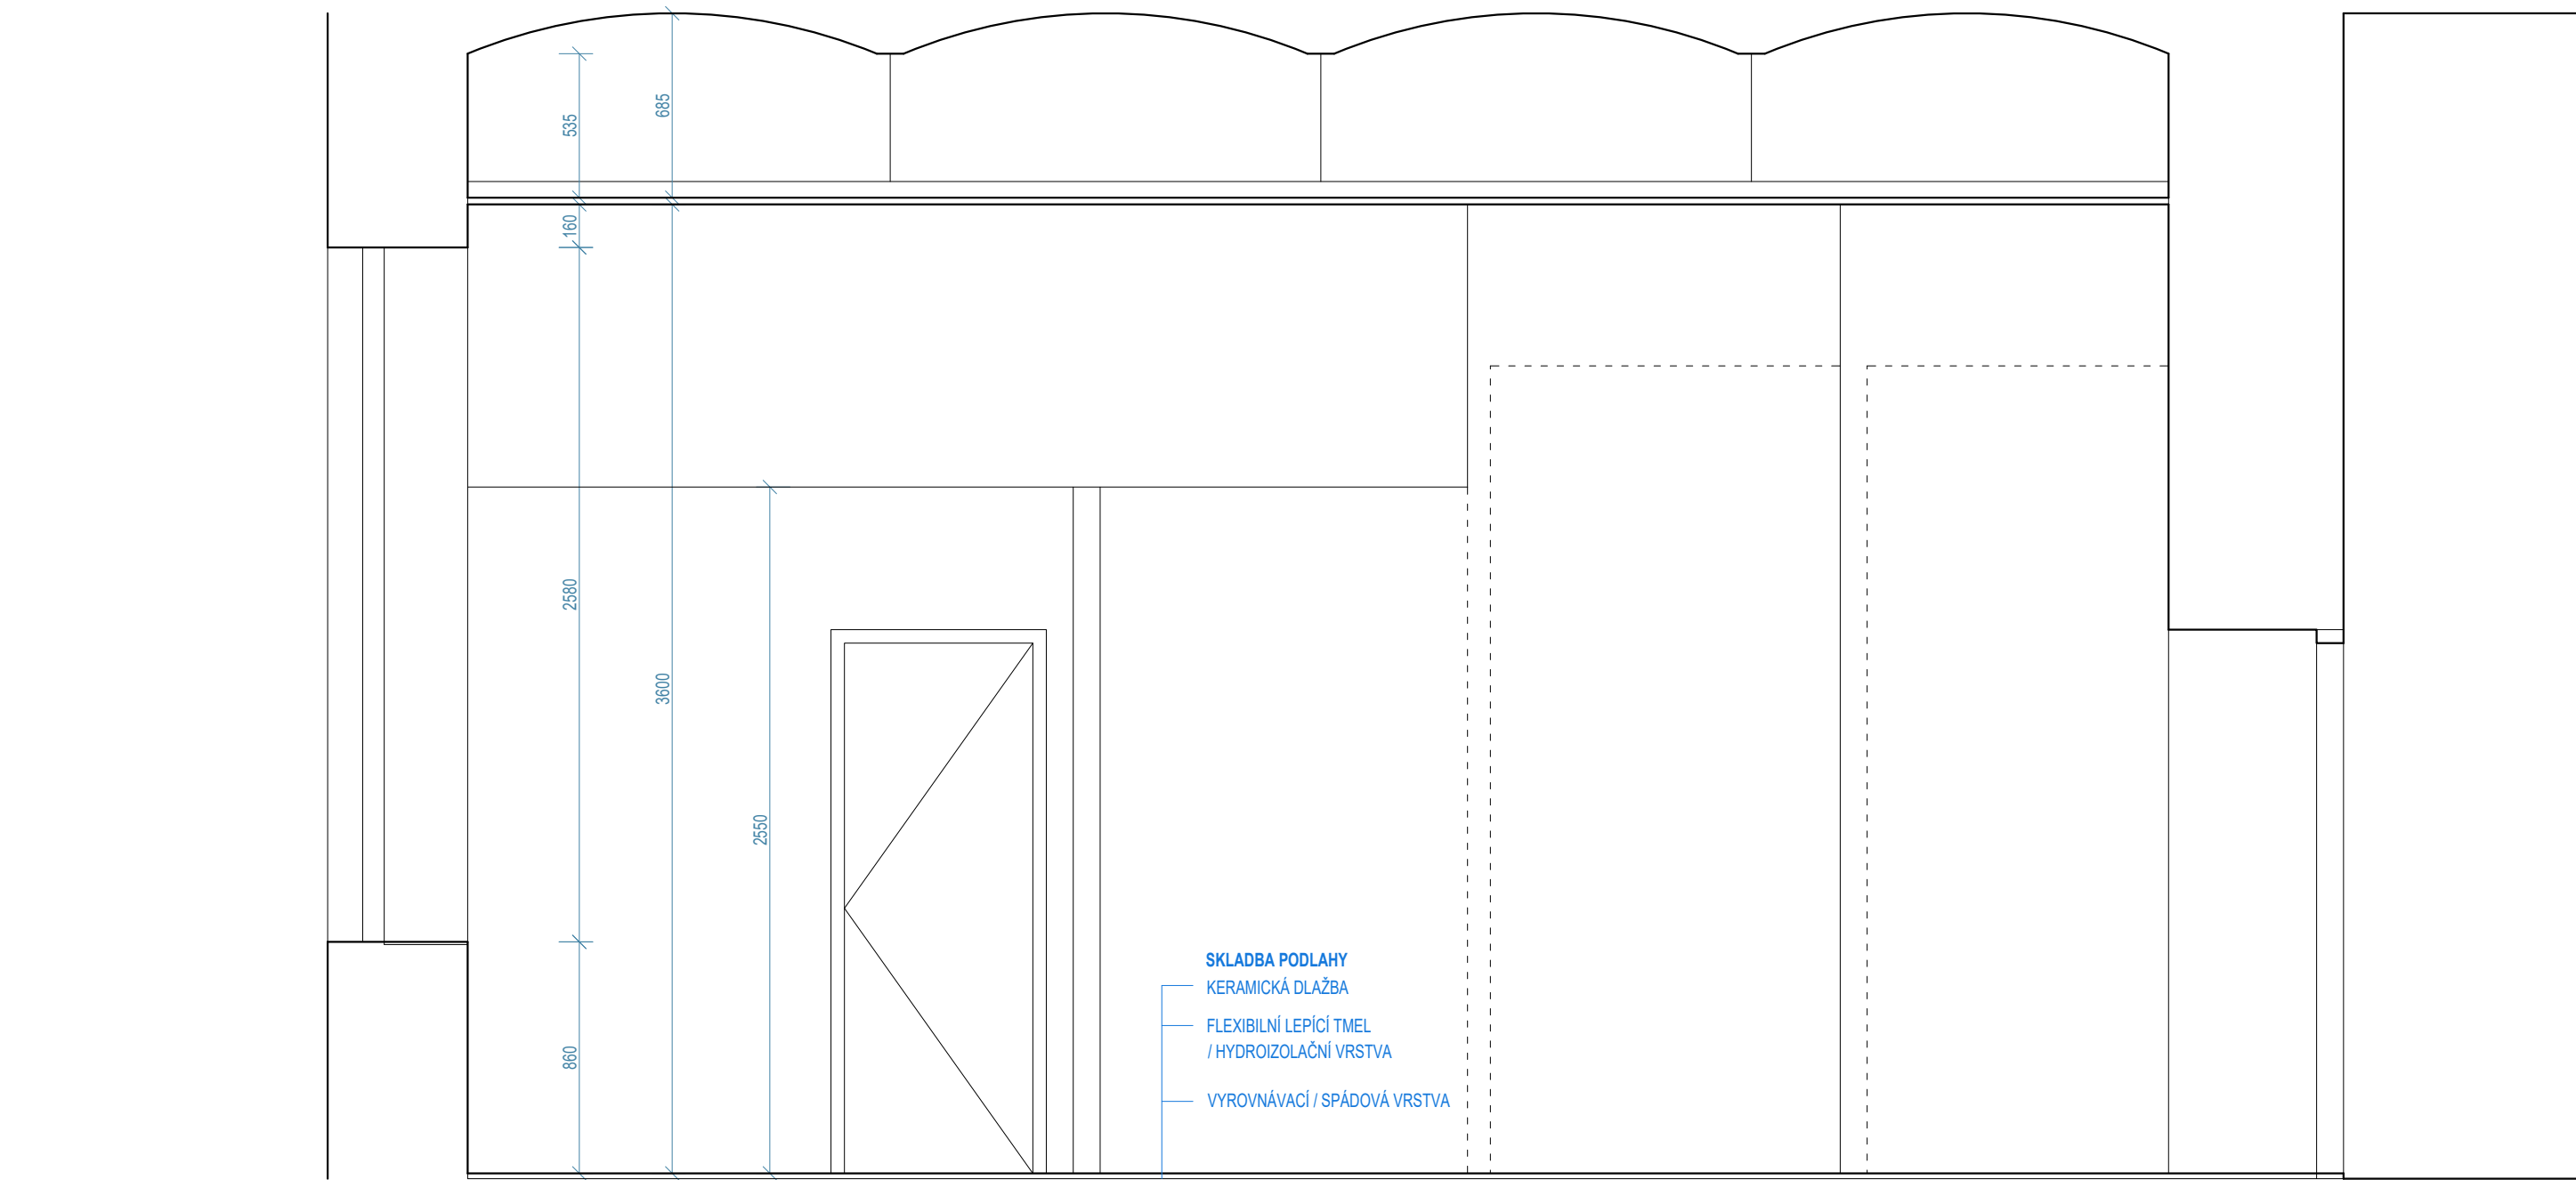 685
535
160
2580
3600
2550
860
SKLADBA PODLAHY
KERAMICKÁ DLAŽBA
FLEXIBILNÍ LEPÍCÍ TMEL
/ HYDROIZOLAČNÍ VRSTVA
VYROVNÁVACÍ / SPÁDOVÁ VRSTVA